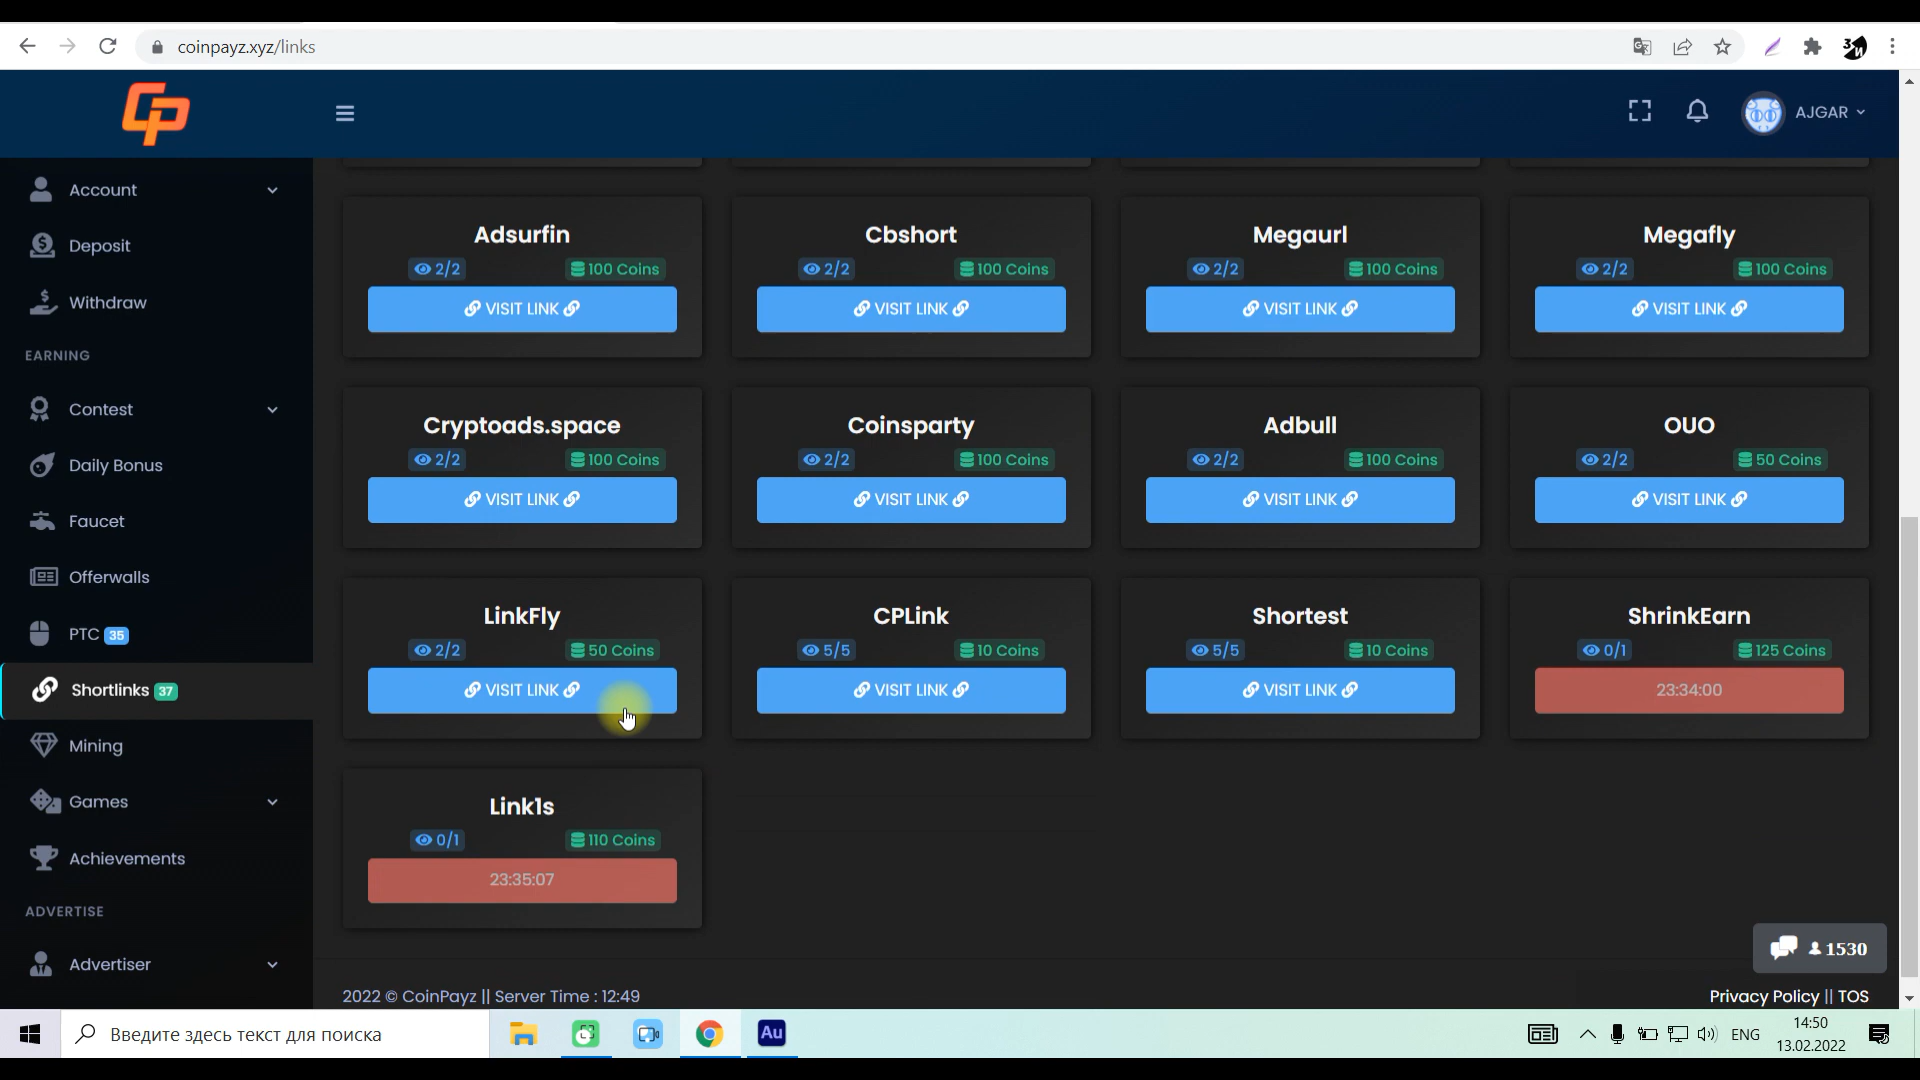 coinpayz.xyz/links
CP
AJGAR
Account
Deposit
Withdraw
EARNING
Contest
Daily Bonus
Faucet
Offerwalls
PTC 35
Shortlinks 37
Mining
Games
Achievements
ADVERTISE
Advertiser
Adsurfin
2/2 100 Coins
VISIT LINK
Cbshort
2/2 100 Coins
VISIT LINK
Megaurl
2/2 100 Coins
VISIT LINK
Megafly
2/2 100 Coins
VISIT LINK
Cryptoads.space
2/2 100 Coins
VISIT LINK
Coinsparty
2/2 100 Coins
VISIT LINK
Adbull
2/2 100 Coins
VISIT LINK
OUO
2/2 50 Coins
VISIT LINK
LinkFly
2/2 50 Coins
VISIT LINK
CPLink
5/5 10 Coins
VISIT LINK
Shortest
5/5 10 Coins
VISIT LINK
ShrinkEarn
0/1 125 Coins
23:34:00
Link1s
0/1 110 Coins
23:35:07
1530
2022 © CoinPayz || Server Time : 12:49
Privacy Policy || TOS
Введите здесь текст для поиска
Au
ENG
14:50
13.02.2022